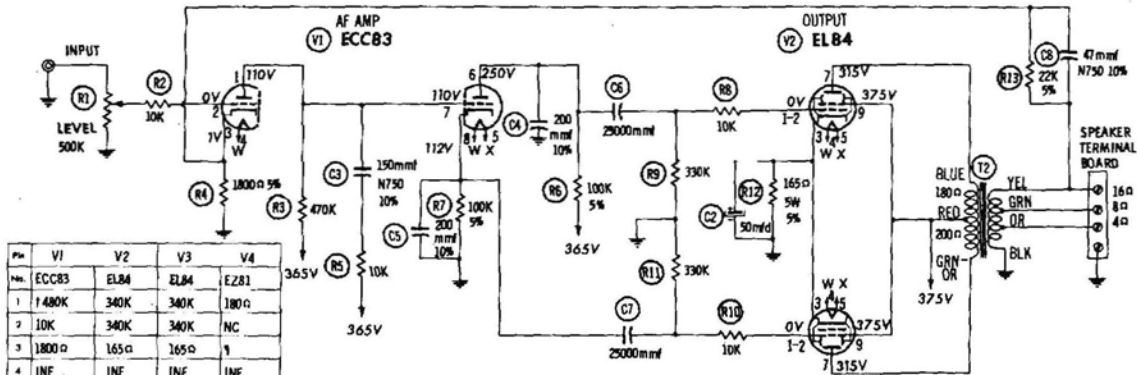 AF AMP
V1 ECC83
OUTPUT
V2 EL84
INPUT
R1
LEVEL
500K
R2
10K
0V
2
1
110V
3
4
1V
W
R4
1800Ω 5%
R3
470K
365V
C3
150mmf
N750
10%
R5
10K
365V
6
250V
110V
7
8
5
W X
112V
C5
200
mmf
10%
R7
100K
5%
C4
200
mmf
10%
R6
100K
5%
365V
C6
25000mmf
C7
25000mmf
R8
10K
R9
330K
R11
330K
R10
10K
7
315V
0V
1-2
375V
9
3 4 5
W X
C2
50mfd
R12
165Ω
5W
5%
W X
3 4 5
0V
1-2
375V
9
7
315V
375V
R13
22K
5%
C8
47mmf
N750 10%
SPEAKER
TERMINAL
BOARD
T2
BLUE
180Ω
RED
200Ω
GRN-
OR
YEL
GRN
OR
BLK
16Ω
8Ω
4Ω
Pin No. V1 V2 V3 V4
ECC83 EL84 EL84 EZ81
1 †480K 340K 340K 180Ω
2 10K 340K 340K NC
3 1800Ω 165Ω 165Ω ¶
4 INF INF INF INF